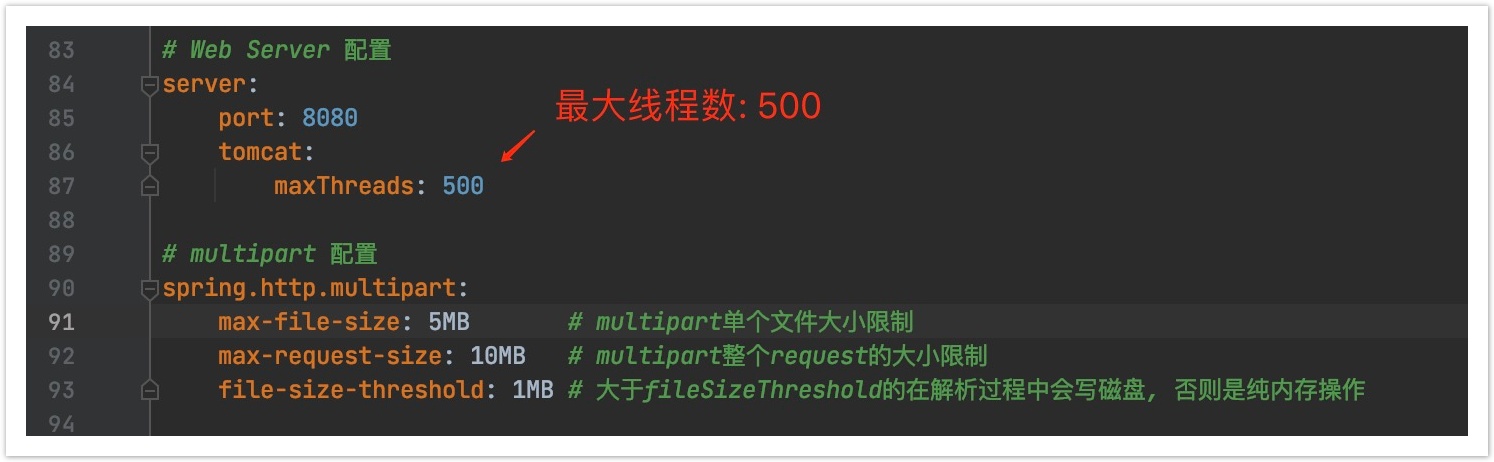 83 # Web Server 配置
84 server:
最大线程数: 500
85 port: 8080
86 tomcat:
87 maxThreads: 500
88
89 # multipart 配置
90 spring.http.multipart:
91 max-file-size: 5MB # multipart单个文件大小限制
92 max-request-size: 10MB # multipart整个request的大小限制
93 file-size-threshold: 1MB # 大于fileSizeThreshold的在解析过程中会写磁盘, 否则是纯内存操作
94